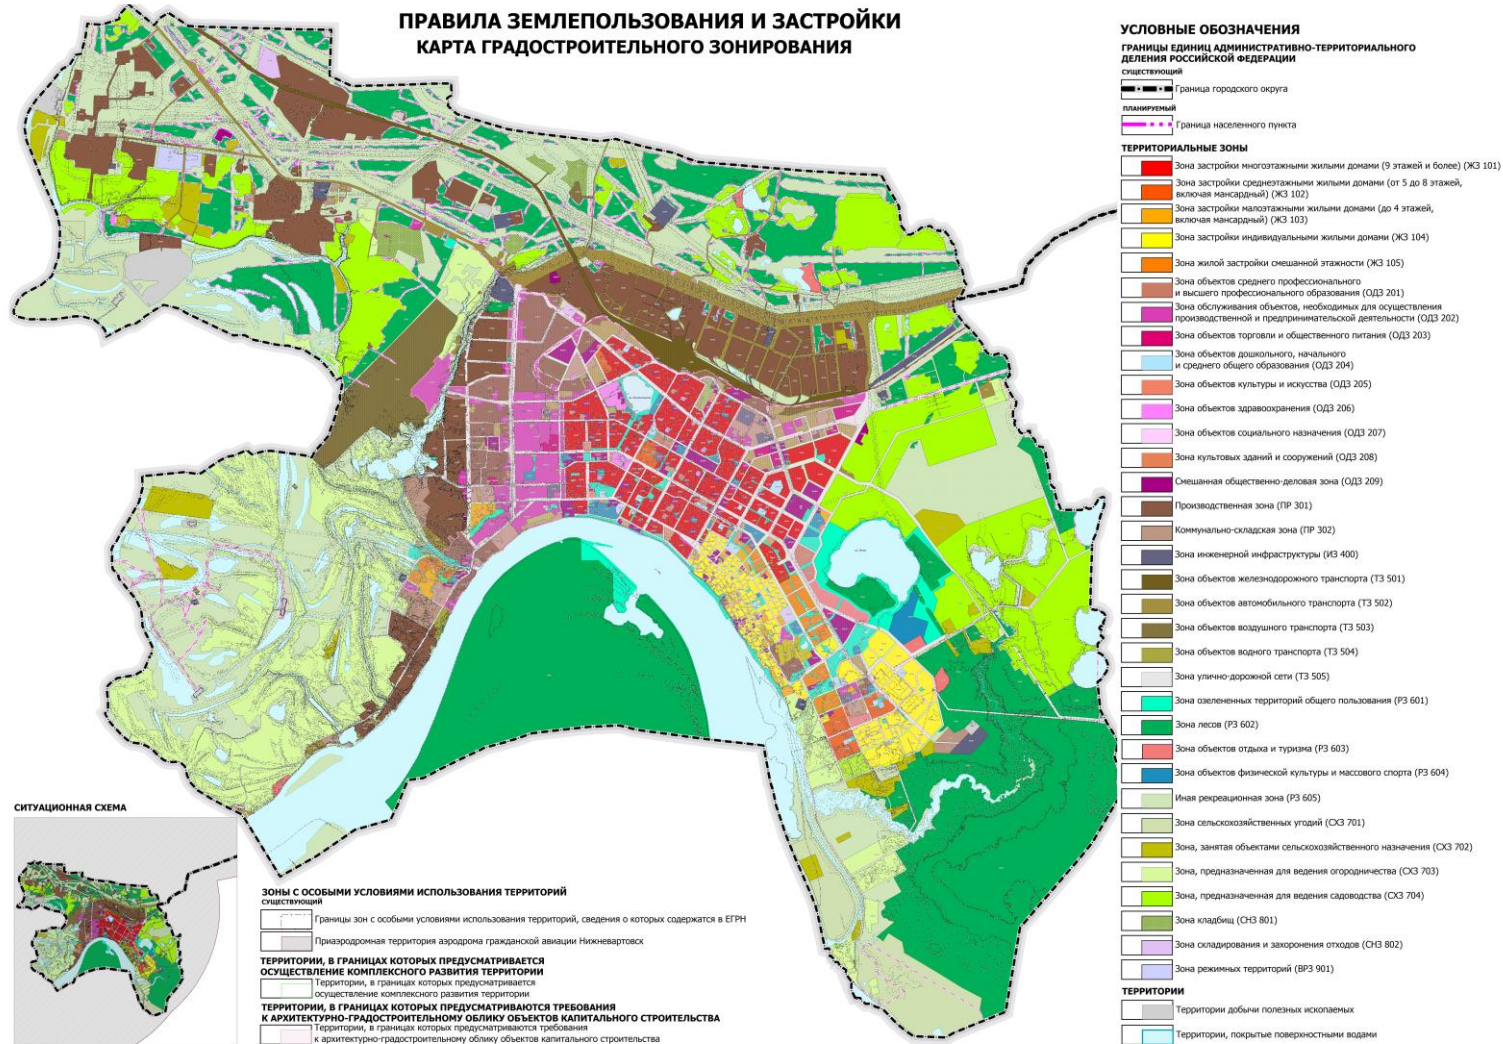 ПРАВИЛА ЗЕМЛЕПОЛЬЗОВАНИЯ И ЗАСТРОЙКИ
КАРТА ГРАДОСТРОИТЕЛЬНОГО ЗОНИРОВАНИЯ
УСЛОВНЫЕ ОБОЗНАЧЕНИЯ
ГРАНИЦЫ ЕДИНИЦ АДМИНИСТРАТИВНО-ТЕРРИТОРИАЛЬНОГО
ДЕЛЕНИЯ РОССИЙСКОЙ ФЕДЕРАЦИИ
СУЩЕСТВУЮЩИЙ
Граница городского округа
ПЛАНИРУЕМЫЙ
Граница населенного пункта
ТЕРРИТОРИАЛЬНЫЕ ЗОНЫ
Зона застройки многоэтажными жилыми домами (9 этажей и более) (ЖЗ 101)
Зона застройки среднеэтажными жилыми домами (от 5 до 8 этажей,
включая мансардный) (ЖЗ 102)
Зона застройки малоэтажными жилыми домами (до 4 этажей,
включая мансардный) (ЖЗ 103)
Зона застройки индивидуальными жилыми домами (ЖЗ 104)
Зона жилой застройки смешанной этажности (ЖЗ 105)
Зона объектов среднего профессионального
и высшего профессионального образования (ОДЗ 201)
Зона обслуживания объектов, необходимых для осуществления
производственной и предпринимательской деятельности (ОДЗ 202)
Зона объектов торговли и общественного питания (ОДЗ 203)
Зона объектов дошкольного, начального
и среднего общего образования (ОДЗ 204)
Зона объектов культуры и искусства (ОДЗ 205)
Зона объектов здравоохранения (ОДЗ 206)
Зона объектов социального назначения (ОДЗ 207)
Зона культовых зданий и сооружений (ОДЗ 208)
Смешанная общественно-деловая зона (ОДЗ 209)
Производственная зона (ПР 301)
Коммунально-складская зона (ПР 302)
Зона инженерной инфраструктуры (ИЗ 400)
Зона объектов железнодорожного транспорта (ТЗ 501)
Зона объектов автомобильного транспорта (ТЗ 502)
Зона объектов воздушного транспорта (ТЗ 503)
Зона объектов водного транспорта (ТЗ 504)
Зона улично-дорожной сети (ТЗ 505)
Зона озелененных территорий общего пользования (РЗ 601)
Зона лесов (РЗ 602)
Зона объектов отдыха и туризма (РЗ 603)
Зона объектов физической культуры и массового спорта (РЗ 604)
Иная рекреационная зона (РЗ 605)
Зона сельскохозяйственных угодий (СХЗ 701)
Зона, занятая объектами сельскохозяйственного назначения (СХЗ 702)
Зона, предназначенная для ведения огородничества (СХЗ 703)
Зона, предназначенная для ведения садоводства (СХЗ 704)
Зона кладбищ (СНЗ 801)
Зона складирования и захоронения отходов (СНЗ 802)
Зона режимных территорий (ВРЗ 901)
ТЕРРИТОРИИ
Территории добычи полезных ископаемых
Территории, покрытые поверхностными водами
СИТУАЦИОННАЯ СХЕМА
ЗОНЫ С ОСОБЫМИ УСЛОВИЯМИ ИСПОЛЬЗОВАНИЯ ТЕРРИТОРИЙ
СУЩЕСТВУЮЩИЙ
Границы зон с особыми условиями использования территорий, сведения о которых содержатся в ЕГРН
Приаэродромная территория аэродрома гражданской авиации Нижневартовск
ТЕРРИТОРИИ, В ГРАНИЦАХ КОТОРЫХ ПРЕДУСМАТРИВАЕТСЯ
ОСУЩЕСТВЛЕНИЕ КОМПЛЕКСНОГО РАЗВИТИЯ ТЕРРИТОРИИ
Территории, в границах которых предусматривается
осуществление комплексного развития территории
ТЕРРИТОРИИ, В ГРАНИЦАХ КОТОРЫХ ПРЕДУСМАТРИВАЮТСЯ ТРЕБОВАНИЯ
К АРХИТЕКТУРНО-ГРАДОСТРОИТЕЛЬНОМУ ОБЛИКУ ОБЪЕКТОВ КАПИТАЛЬНОГО СТРОИТЕЛЬСТВА
Территории, в границах которых предусматриваются требования
к архитектурно-градостроительному облику объектов капитального строительства